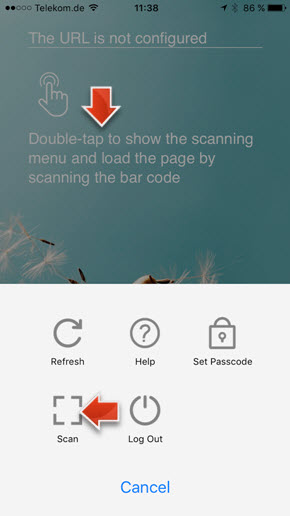 Telekom.de 11:38 86 %
The URL is not configured
Double-tap to show the scanning
menu and load the page by
scanning the bar code
Refresh Help Set Passcode
Scan Log Out
Cancel